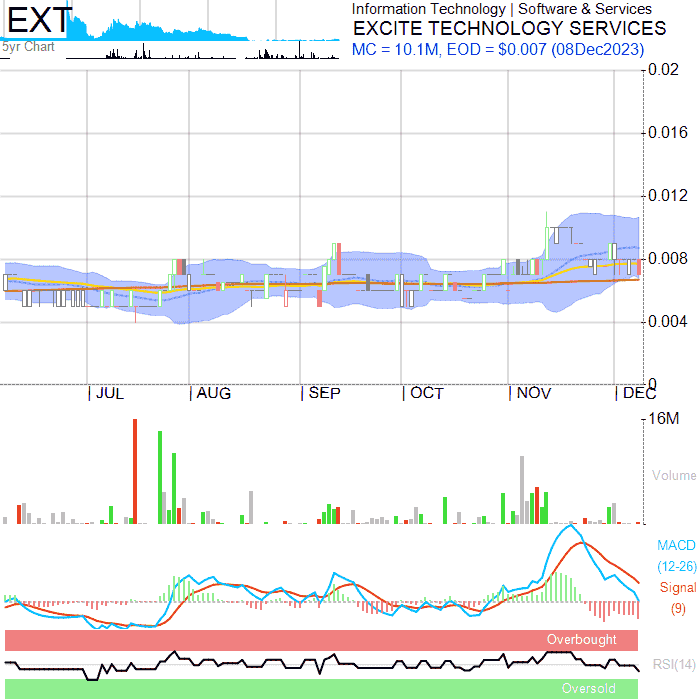 EXT
5yr Chart
Information Technology | Software & Services
EXCITE TECHNOLOGY SERVICES
MC = 10.1M, EOD = $0.007 (08Dec2023)
0.02
0.016
0.012
0.008
0.004
0
JUL AUG SEP OCT NOV DEC
16M
Volume
MACD
(12-26)
Signal
(9)
Overbought
RSI(14)
Oversold